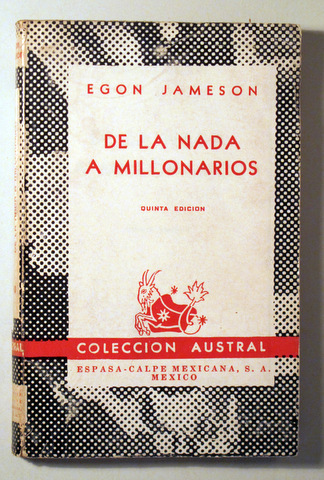 EGON JAMESON
DE LA NADA
A MILLONARIOS
QUINTA EDICION
COLECCION AUSTRAL
ESPASA-CALPE MEXICANA, S. A.
MEXICO